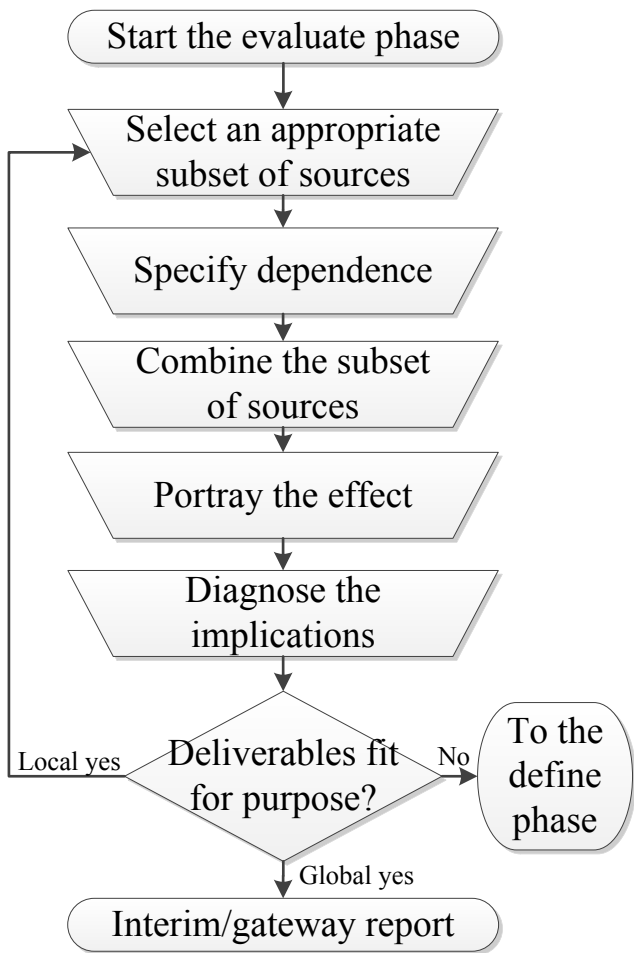 Start the evaluate phase
Select an appropriate
subset of sources
Specify dependence
Combine the subset
of sources
Portray the effect
Diagnose the
implications
Deliverables fit
for purpose?
Local yes
No
To the
define
phase
Global yes
Interim/gateway report